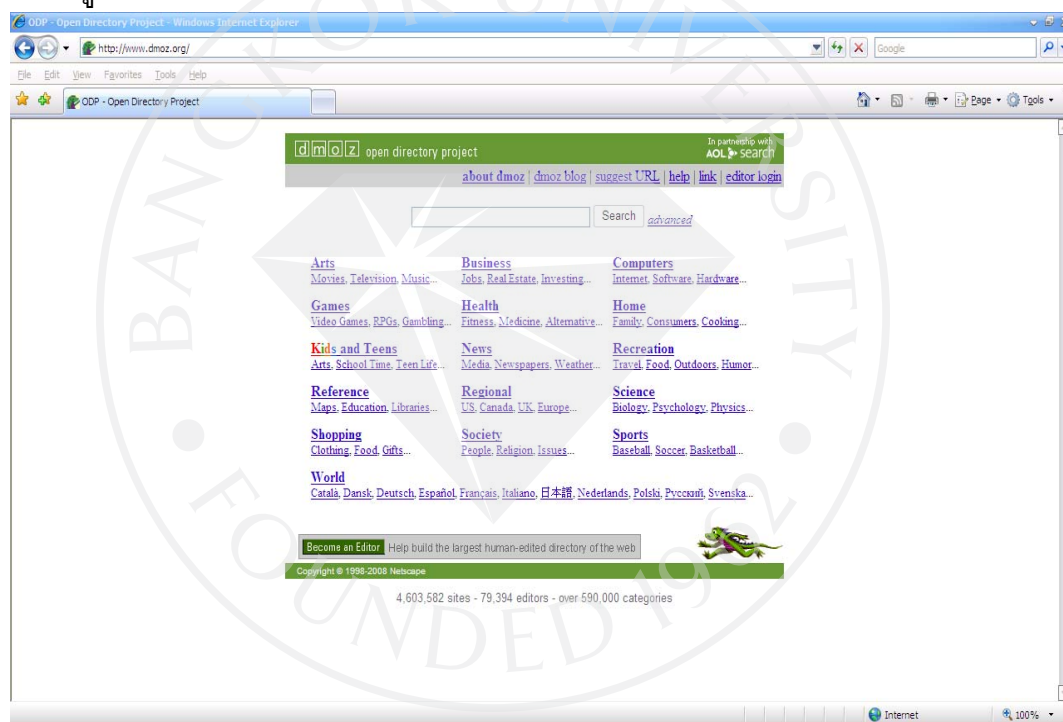 ODP - Open Directory Project - Windows Internet Explorer
http://www.dmoz.org/
Google
File Edit View Favorites Tools Help
ODP - Open Directory Project
Page Tools
dmoz open directory project
In partnership with
AOL search
about dmoz | dmoz blog | suggest URL | help | link | editor login
Search advanced
Arts Business Computers
Movies, Television, Music... Jobs, Real Estate, Investing... Internet, Software, Hardware...
Games Health Home
Video Games, RPGs, Gambling... Fitness, Medicine, Alternative... Family, Consumers, Cooking...
Kids and Teens News Recreation
Arts, School Time, Teen Life... Media, Newspapers, Weather... Travel, Food, Outdoors, Humor...
Reference Regional Science
Maps, Education, Libraries... US, Canada, UK, Europe... Biology, Psychology, Physics...
Shopping Society Sports
Clothing, Food, Gifts... People, Religion, Issues... Baseball, Soccer, Basketball...
World
Català, Dansk, Deutsch, Español, Français, Italiano, 日本語, Nederlands, Polski, Русский, Svenska...
Become an Editor Help build the largest human-edited directory of the web
Copyright © 1998-2008 Netscape
4,603,582 sites - 79,394 editors - over 590,000 categories
Internet 100%
BANGKOK UNIVERSITY
FOUNDED 1962